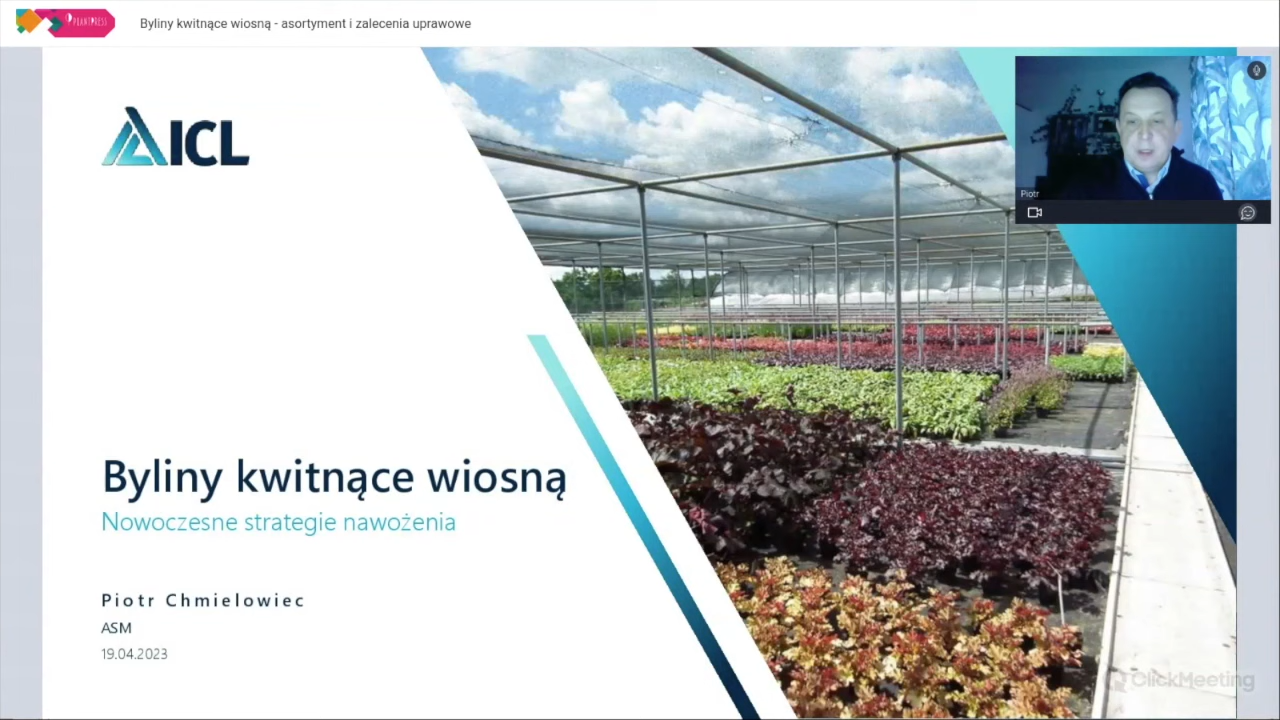 PLANTPRESS
Byliny kwitnące wiosną - asortyment i zalecenia uprawowe
ICL
Piotr
Byliny kwitnące wiosną
Nowoczesne strategie nawożenia
Piotr Chmielowiec
ASM
19.04.2023
ClickMeeting